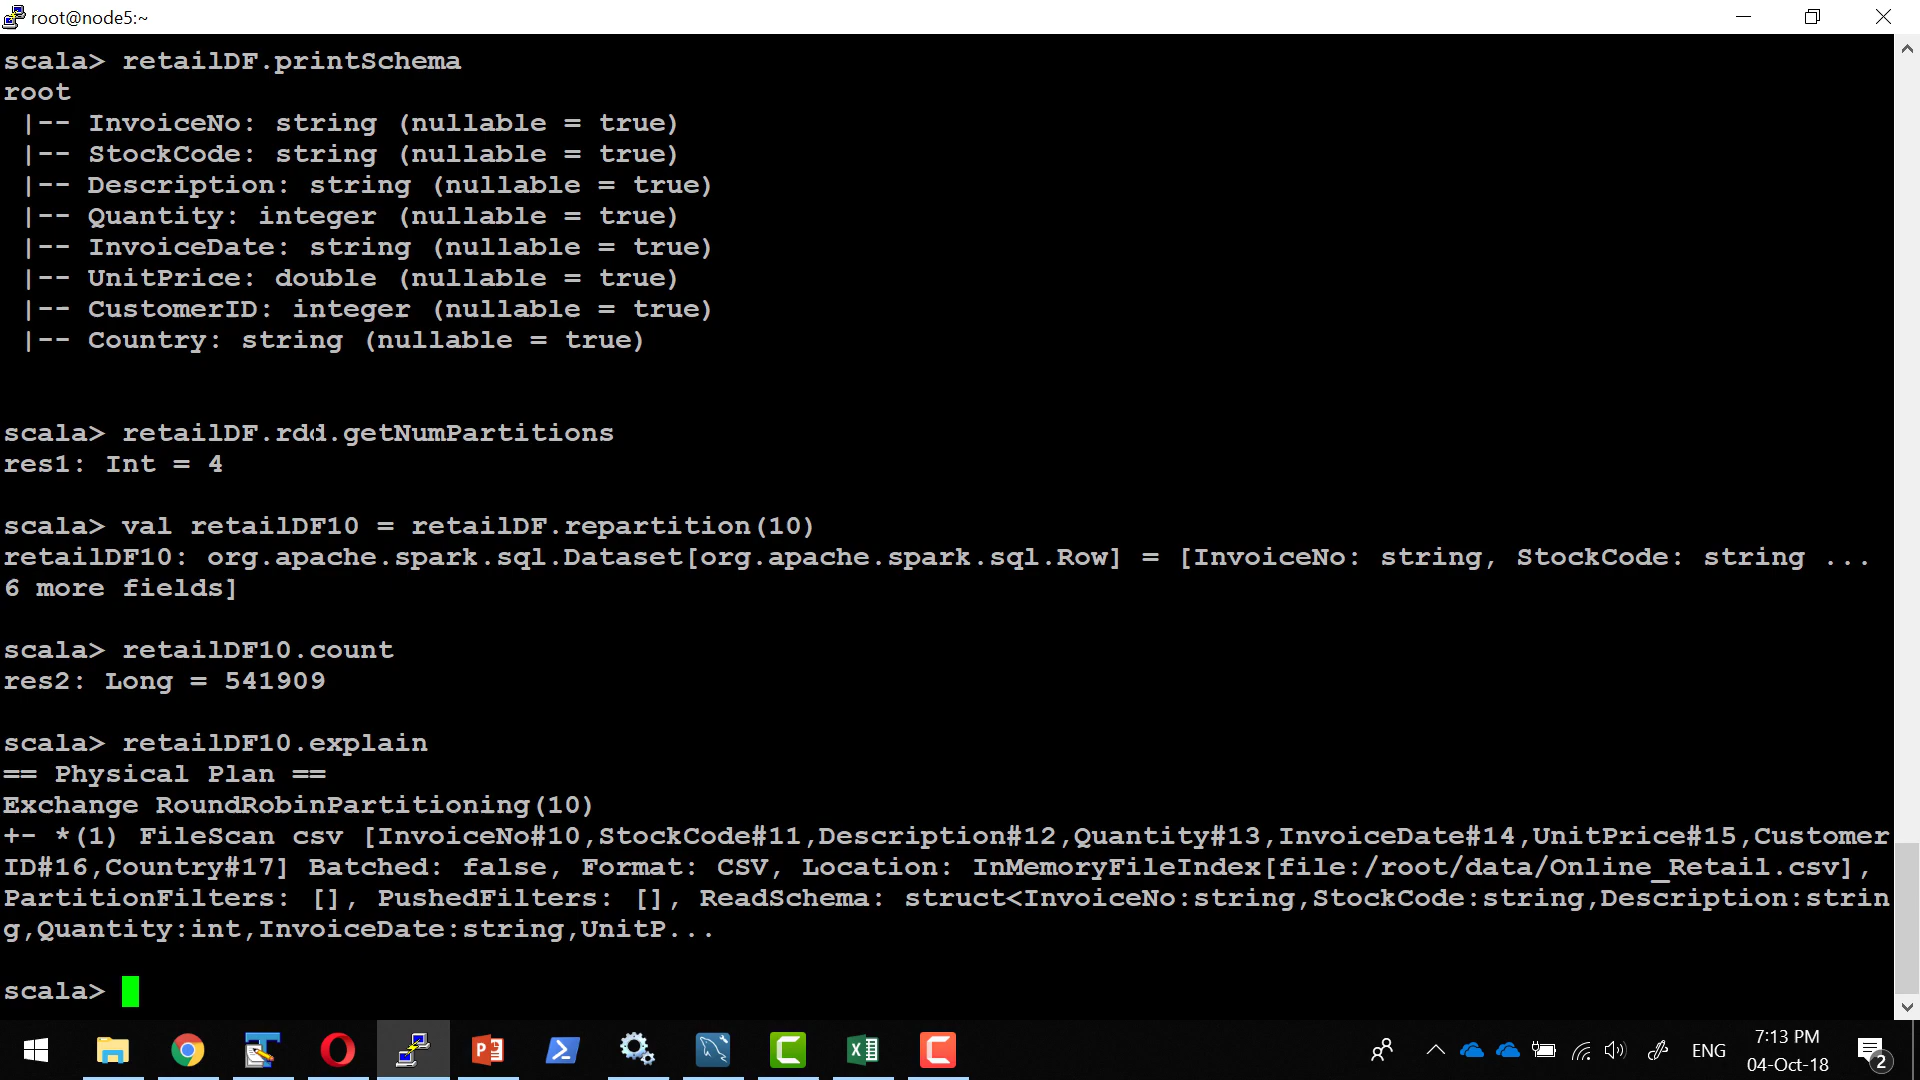 root@node5:~
scala> retailDF.printSchema
root
 |-- InvoiceNo: string (nullable = true)
 |-- StockCode: string (nullable = true)
 |-- Description: string (nullable = true)
 |-- Quantity: integer (nullable = true)
 |-- InvoiceDate: string (nullable = true)
 |-- UnitPrice: double (nullable = true)
 |-- CustomerID: integer (nullable = true)
 |-- Country: string (nullable = true)
scala> retailDF.rdd.getNumPartitions
res1: Int = 4
scala> val retailDF10 = retailDF.repartition(10)
retailDF10: org.apache.spark.sql.Dataset[org.apache.spark.sql.Row] = [InvoiceNo: string, StockCode: string ...
6 more fields]
scala> retailDF10.count
res2: Long = 541909
scala> retailDF10.explain
== Physical Plan ==
Exchange RoundRobinPartitioning(10)
+- *(1) FileScan csv [InvoiceNo#10,StockCode#11,Description#12,Quantity#13,InvoiceDate#14,UnitPrice#15,Customer
ID#16,Country#17] Batched: false, Format: CSV, Location: InMemoryFileIndex[file:/root/data/Online_Retail.csv],
PartitionFilters: [], PushedFilters: [], ReadSchema: struct<InvoiceNo:string,StockCode:string,Description:strin
g,Quantity:int,InvoiceDate:string,UnitP...
scala>
ENG
7:13 PM
04-Oct-18
2